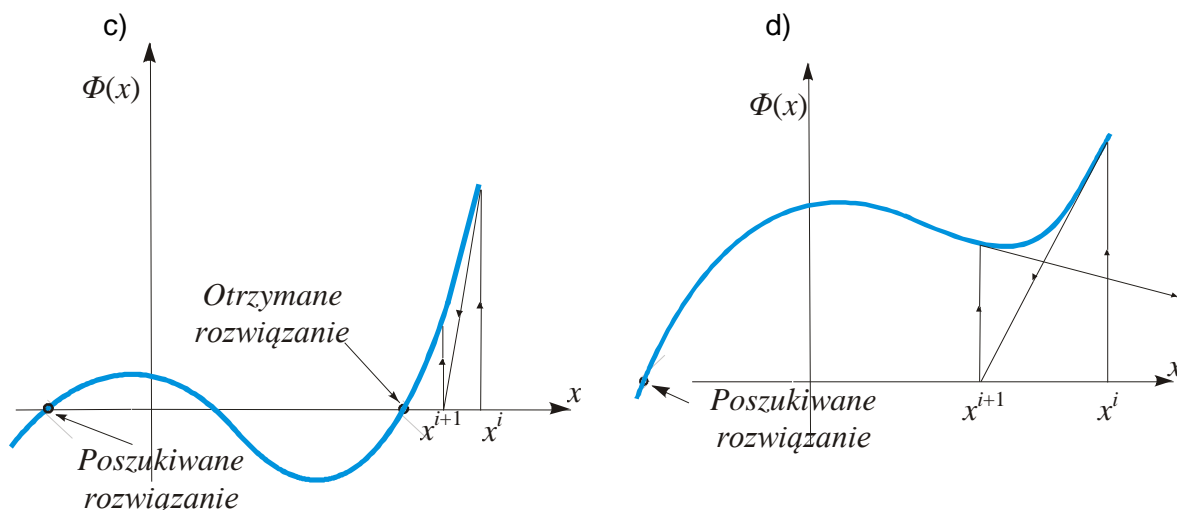 c)
Φ(x)
Otrzymane
rozwiązanie
x
x^{i+1}
x^i
Poszukiwane
rozwiązanie
d)
Φ(x)
x
x^{i+1}
x^i
Poszukiwane
rozwiązanie